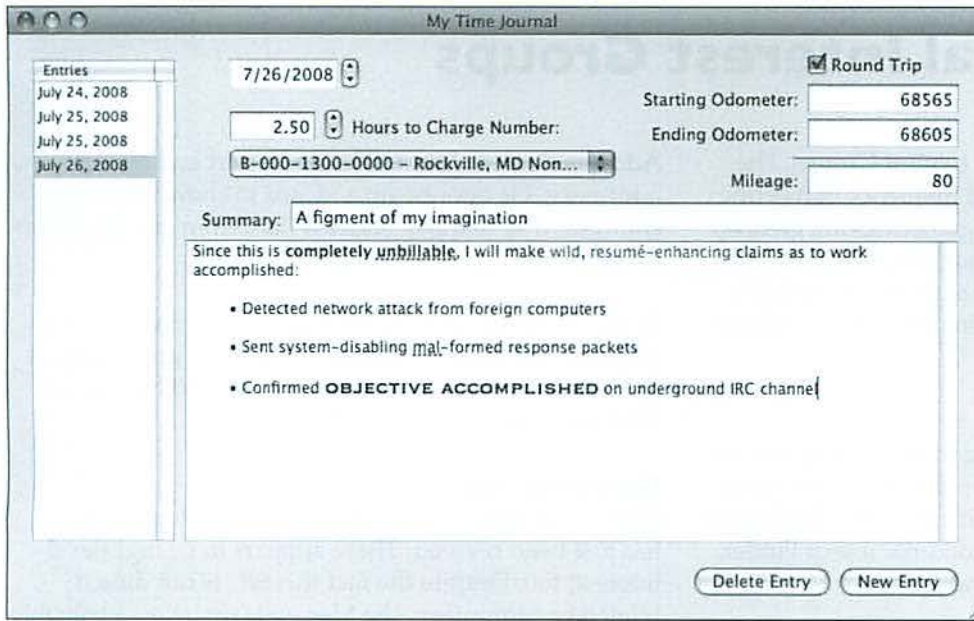 My Time Journal
Entries
July 24, 2008
July 25, 2008
July 25, 2008
July 26, 2008
7/26/2008
2.50 Hours to Charge Number:
B-000-1300-0000 - Rockville, MD Non...
Round Trip
Starting Odometer: 68565
Ending Odometer: 68605
Mileage: 80
Summary: A figment of my imagination
Since this is completely unbillable, I will make wild, resumé-enhancing claims as to work
accomplished:
• Detected network attack from foreign computers
• Sent system-disabling mal-formed response packets
• Confirmed OBJECTIVE ACCOMPLISHED on underground IRC channel
Delete Entry
New Entry